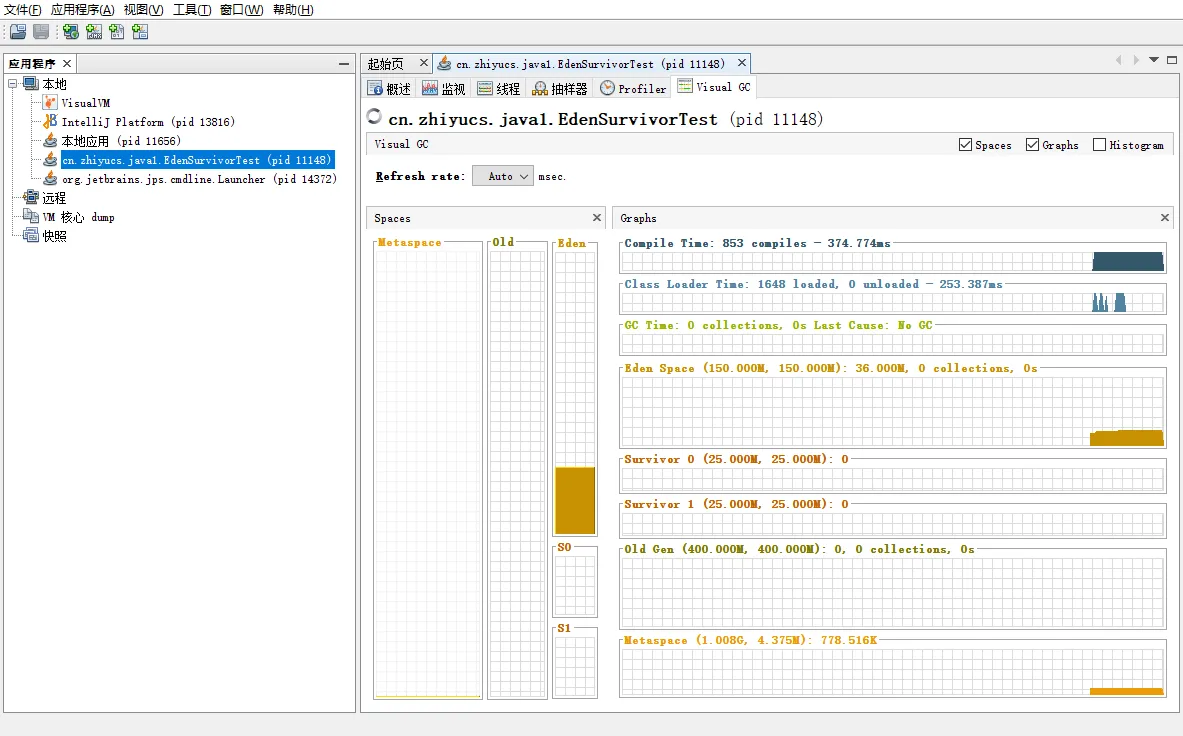 文件(F) 应用程序(A) 视图(V) 工具(T) 窗口(W) 帮助(H)
应用程序
本地
VisualVM
IntelliJ Platform (pid 13816)
本地应用 (pid 11656)
cn.zhiyucs.java1.EdenSurvivorTest (pid 11148)
org.jetbrains.jps.cmdline.Launcher (pid 14372)
远程
VM 核心 dump
快照
起始页 cn.zhiyucs.java1.EdenSurvivorTest (pid 11148)
概述 监视 线程 抽样器 Profiler Visual GC
cn.zhiyucs.java1.EdenSurvivorTest (pid 11148)
Visual GC Spaces Graphs Histogram
Refresh rate: Auto msec.
Spaces
Metaspace Old Eden
S0
S1
Graphs
Compile Time: 853 compiles - 374.774ms
Class Loader Time: 1648 loaded, 0 unloaded - 253.387ms
GC Time: 0 collections, 0s Last Cause: No GC
Eden Space (150.000M, 150.000M): 36.000M, 0 collections, 0s
Survivor 0 (25.000M, 25.000M): 0
Survivor 1 (25.000M, 25.000M): 0
Old Gen (400.000M, 400.000M): 0, 0 collections, 0s
Metaspace (1.008G, 4.375M): 778.516K